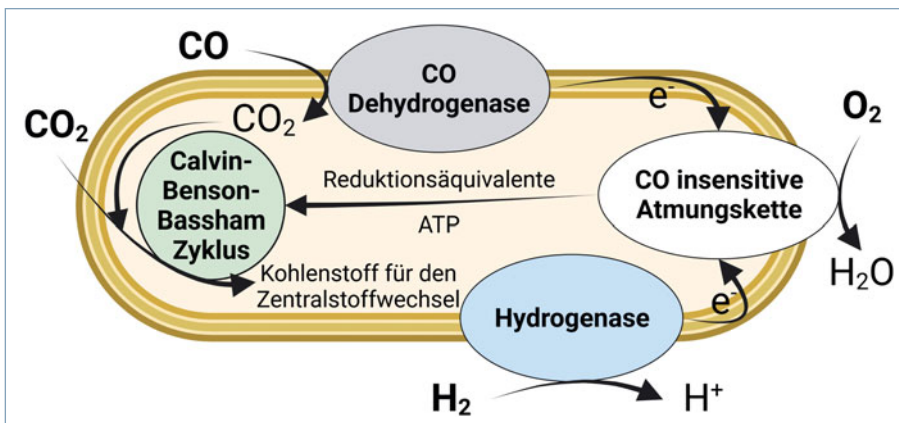 CO
CO
Dehydrogenase
e⁻
CO₂
CO₂
O₂
Calvin-
Benson-
Bassham
Zyklus
Reduktionsäquivalente
ATP
CO insensitive
Atmungskette
Kohlenstoff für den
Zentralstoffwechsel
H₂O
Hydrogenase
e⁻
H₂
H⁺